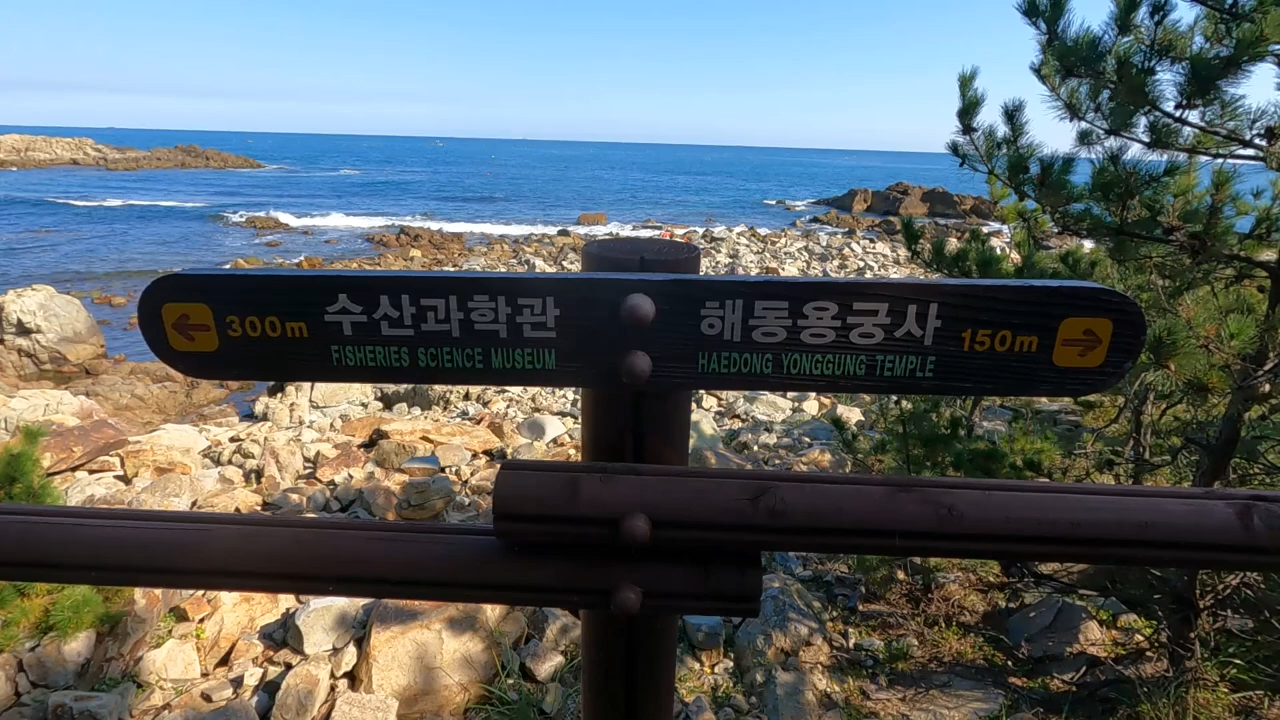 300m 수산과학관
FISHERIES SCIENCE MUSEUM
해동용궁사 150m
HAEDONG YONGGUNG TEMPLE